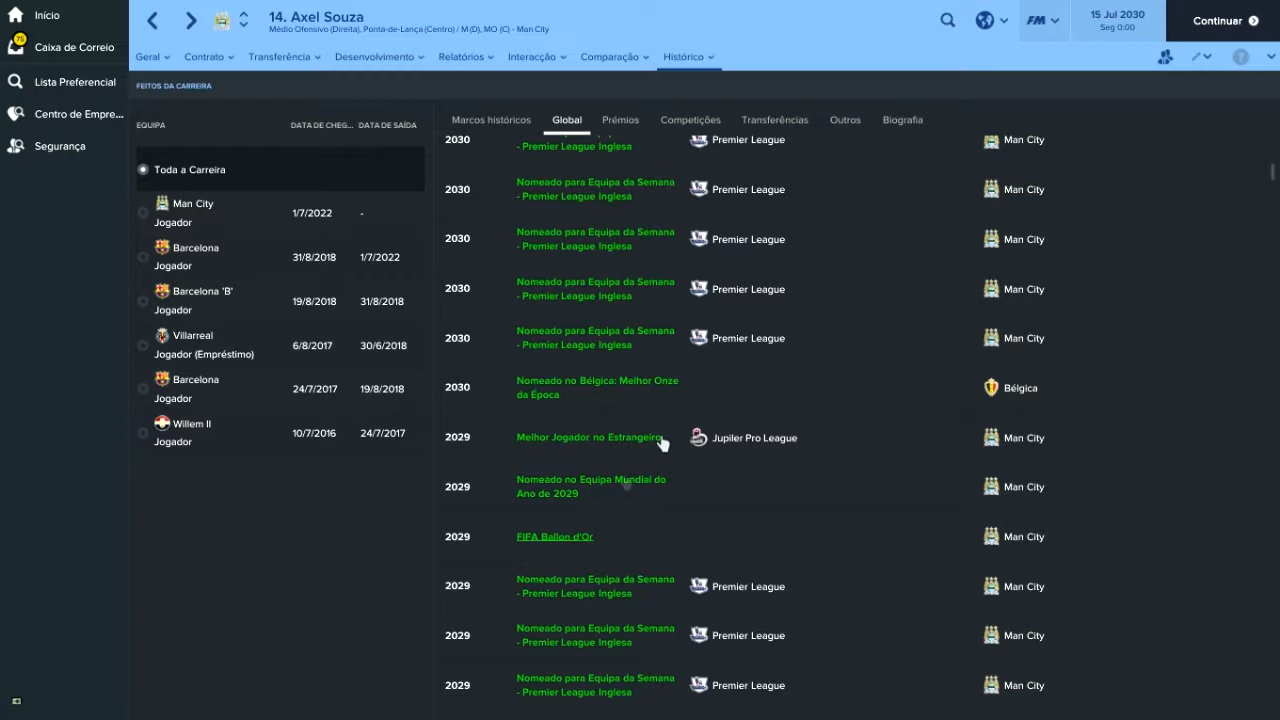 Início
75
Caixa de Correio
Lista Preferencial
Centro de Empre...
Segurança
14. Axel Souza
Médio Ofensivo (Direita), Ponta-de-Lança (Centro) / M (D), MO (C) - Man City
FM
15 Jul 2030
Seg 0:00
Continuar
Geral
Contrato
Transferência
Desenvolvimento
Relatórios
Interacção
Comparação
Histórico
FEITOS DA CARREIRA
EQUIPA DATA DE CHEG... DATA DE SAÍDA
Toda a Carreira
Man City
Jogador
1/7/2022 -
Barcelona
Jogador
31/8/2018 1/7/2022
Barcelona 'B'
Jogador
19/8/2018 31/8/2018
Villarreal
Jogador (Empréstimo)
6/8/2017 30/6/2018
Barcelona
Jogador
24/7/2017 19/8/2018
Willem II
Jogador
10/7/2016 24/7/2017
Marcos históricos Global Prémios Competições Transferências Outros Biografia
2030
- Premier League Inglesa
Premier League Man City
2030 Nomeado para Equipa da Semana
- Premier League Inglesa
Premier League Man City
2030 Nomeado para Equipa da Semana
- Premier League Inglesa
Premier League Man City
2030 Nomeado para Equipa da Semana
- Premier League Inglesa
Premier League Man City
2030 Nomeado para Equipa da Semana
- Premier League Inglesa
Premier League Man City
2030 Nomeado no Bélgica: Melhor Onze
da Época
Bélgica
2029 Melhor Jogador no Estrangeiro Jupiler Pro League Man City
2029 Nomeado no Equipa Mundial do
Ano de 2029
Man City
2029 FIFA Ballon d'Or Man City
2029 Nomeado para Equipa da Semana
- Premier League Inglesa
Premier League Man City
2029 Nomeado para Equipa da Semana
- Premier League Inglesa
Premier League Man City
2029 Nomeado para Equipa da Semana
- Premier League Inglesa
Premier League Man City